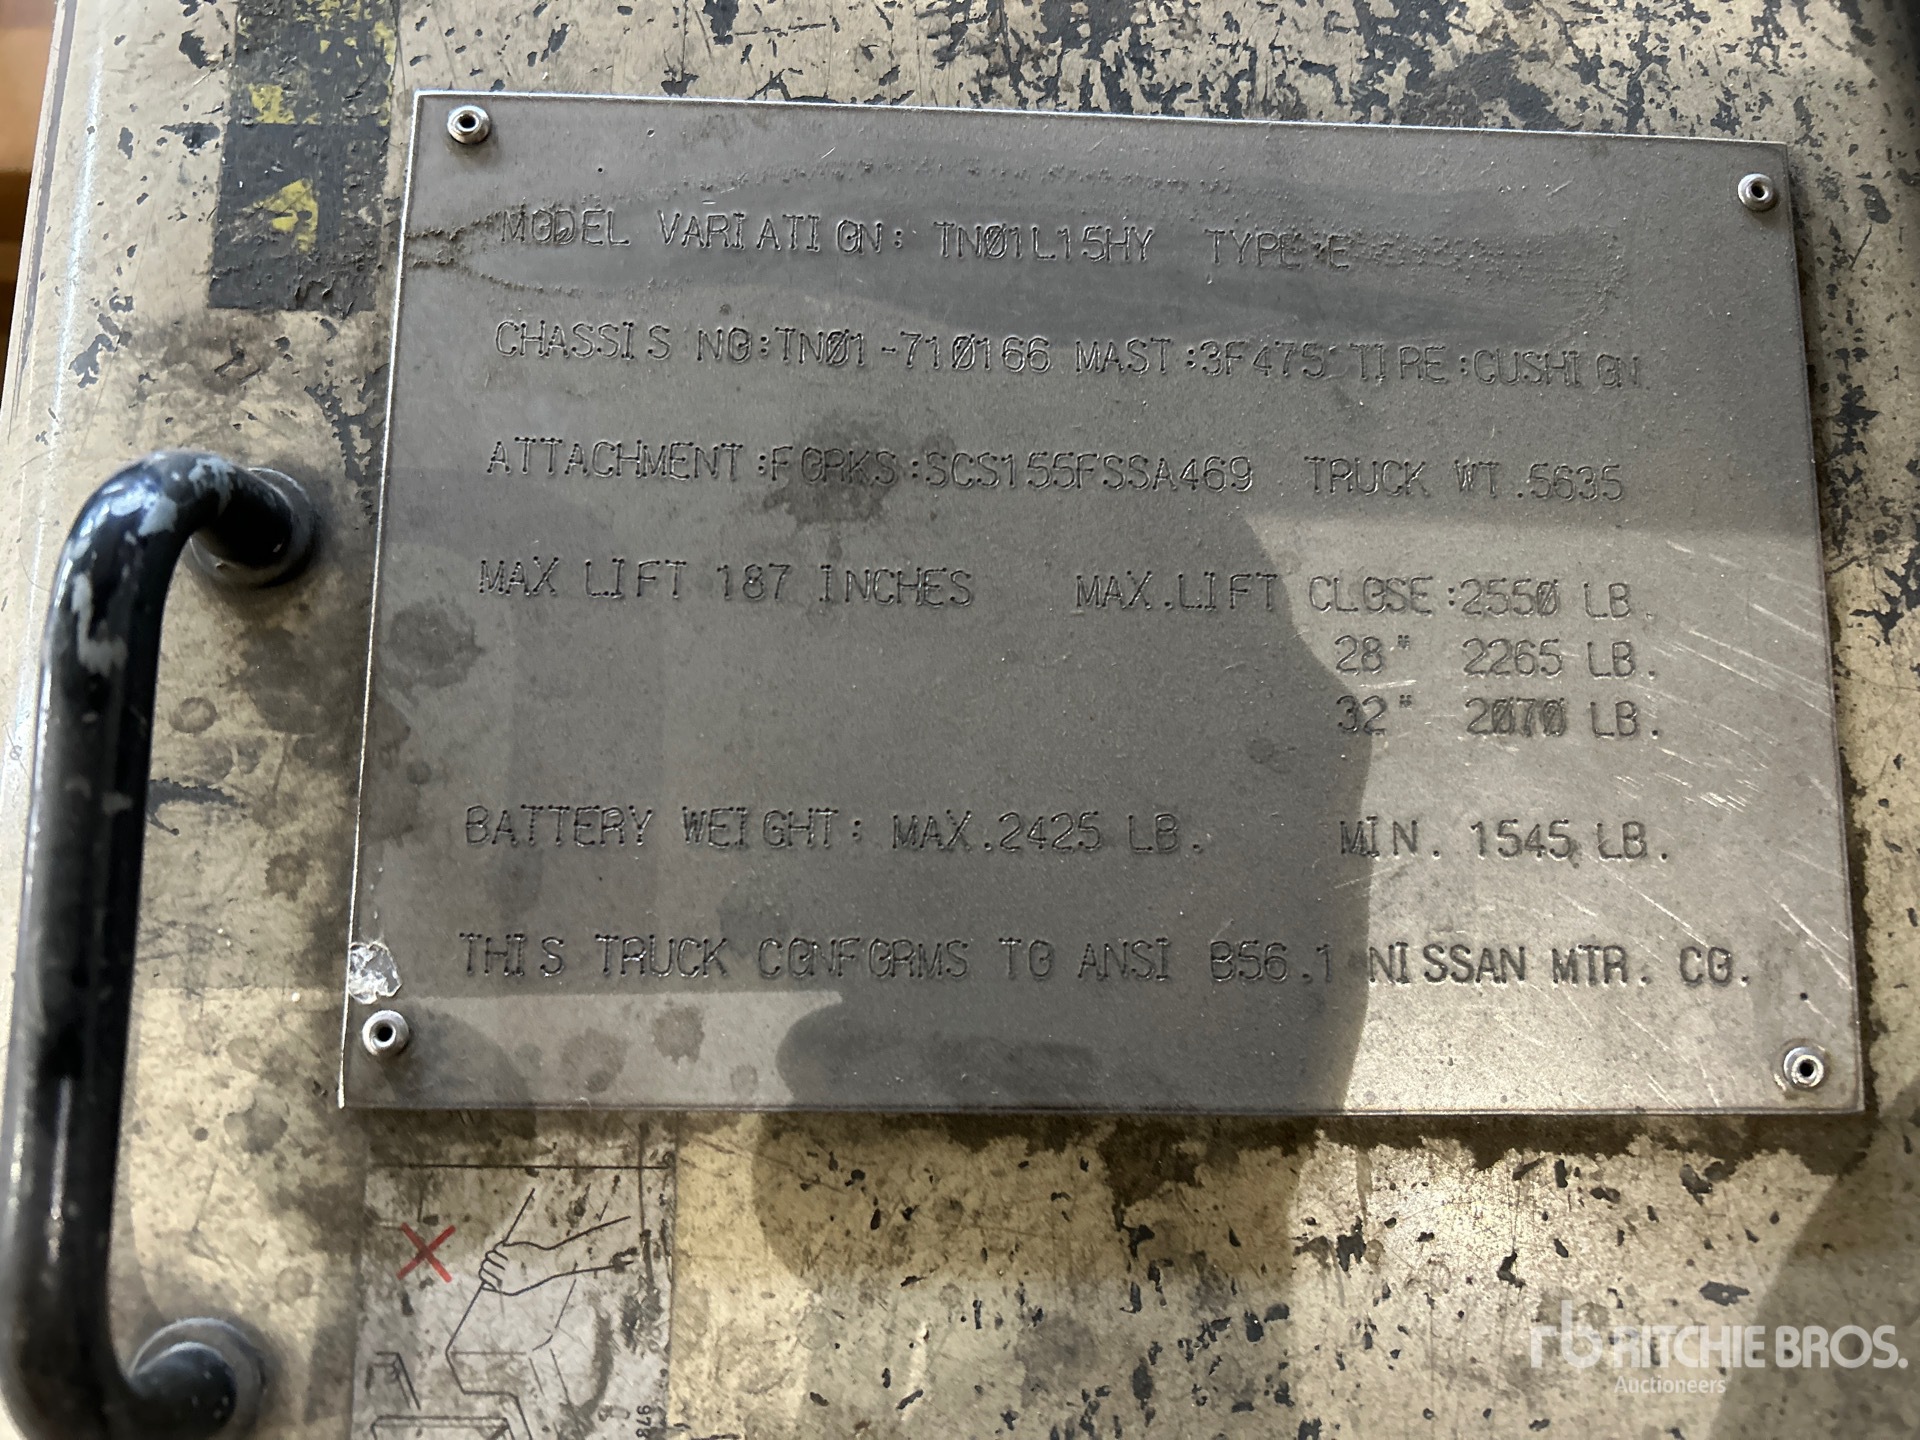 MODEL VARIATION: TN01L15HY TYPE:E
CHASSIS NO:TN01-710166 MAST:3F475 TIRE:CUSHION
ATTACHMENT:FORKS:SCS155FSSA469 TRUCK WT.5635
MAX LIFT 187 INCHES MAX.LIFT CLOSE:2550 LB.
28" 2265 LB.
32" 2070 LB.
BATTERY WEIGHT: MAX.2425 LB. MIN. 1545 LB.
THIS TRUCK CONFORMS TO ANSI B56.1 NISSAN MTR. CO.
rb RITCHIE BROS.
Auctioneers